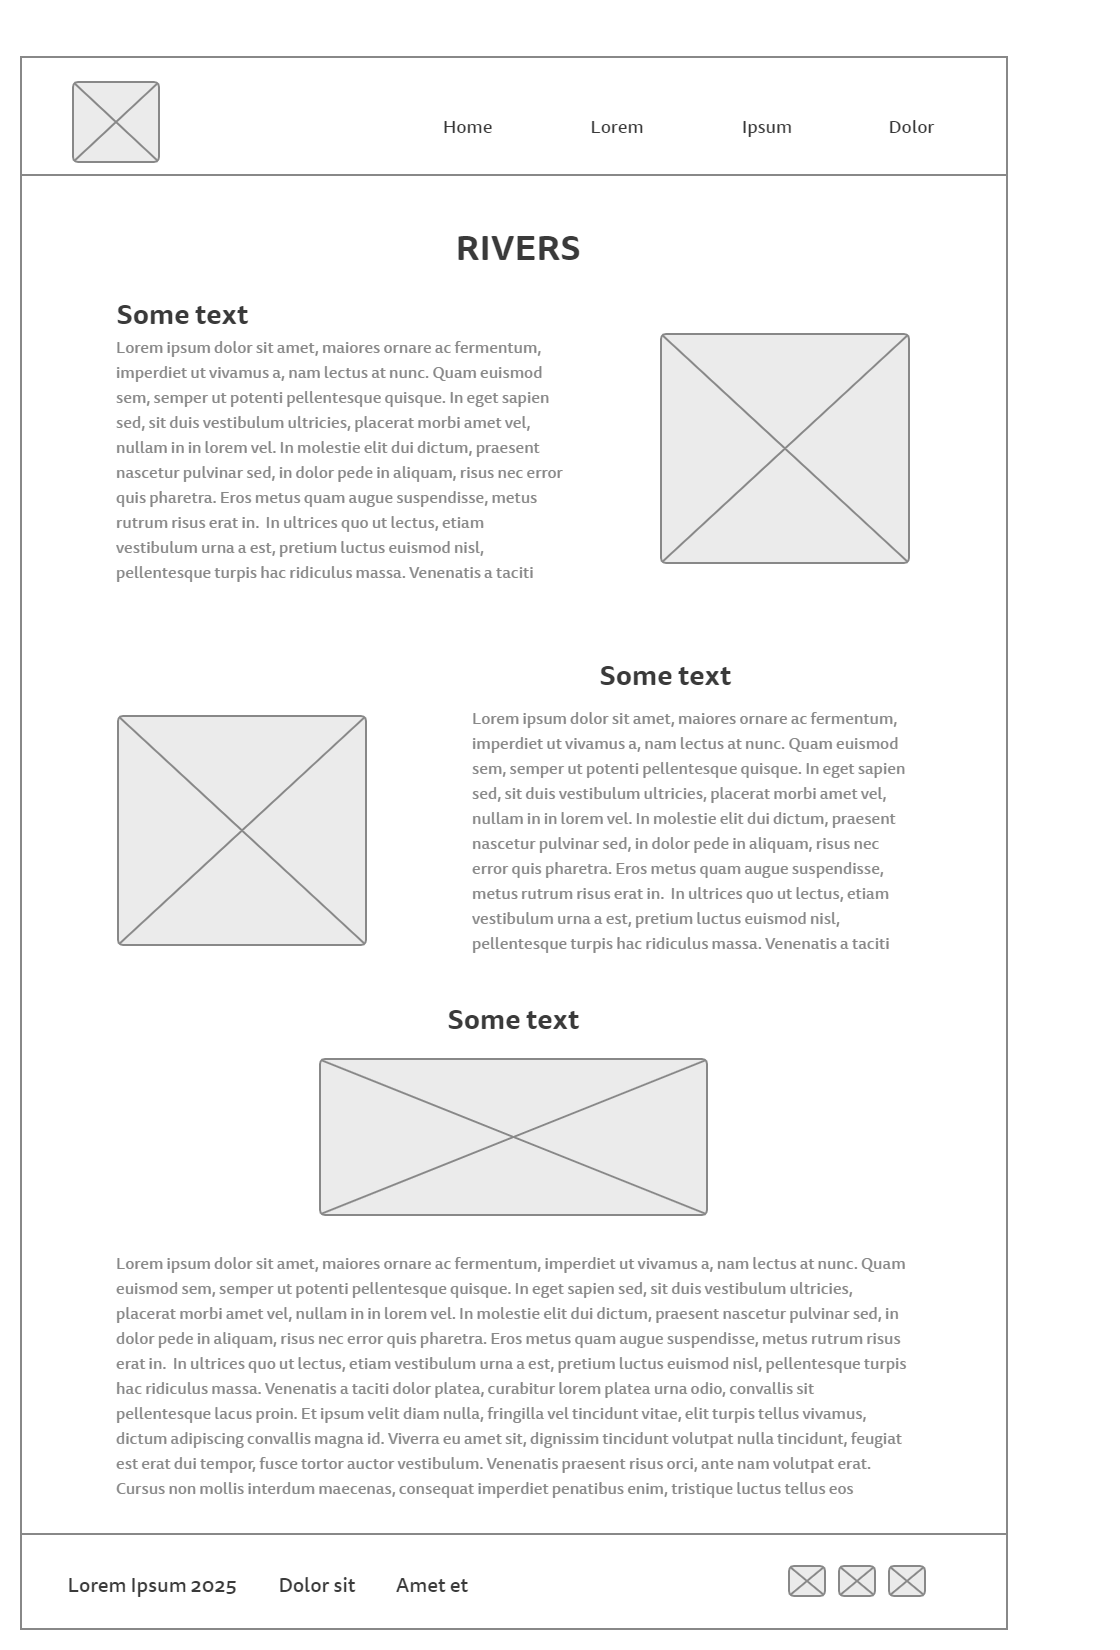 Home Lorem Ipsum Dolor
RIVERS
Some text
Lorem ipsum dolor sit amet, maiores ornare ac fermentum,
imperdiet ut vivamus a, nam lectus at nunc. Quam euismod
sem, semper ut potenti pellentesque quisque. In eget sapien
sed, sit duis vestibulum ultricies, placerat morbi amet vel,
nullam in in lorem vel. In molestie elit dui dictum, praesent
nascetur pulvinar sed, in dolor pede in aliquam, risus nec error
quis pharetra. Eros metus quam augue suspendisse, metus
rutrum risus erat in.  In ultrices quo ut lectus, etiam
vestibulum urna a est, pretium luctus euismod nisl,
pellentesque turpis hac ridiculus massa. Venenatis a taciti
Some text
Lorem ipsum dolor sit amet, maiores ornare ac fermentum,
imperdiet ut vivamus a, nam lectus at nunc. Quam euismod
sem, semper ut potenti pellentesque quisque. In eget sapien
sed, sit duis vestibulum ultricies, placerat morbi amet vel,
nullam in in lorem vel. In molestie elit dui dictum, praesent
nascetur pulvinar sed, in dolor pede in aliquam, risus nec
error quis pharetra. Eros metus quam augue suspendisse,
metus rutrum risus erat in.  In ultrices quo ut lectus, etiam
vestibulum urna a est, pretium luctus euismod nisl,
pellentesque turpis hac ridiculus massa. Venenatis a taciti
Some text
Lorem ipsum dolor sit amet, maiores ornare ac fermentum, imperdiet ut vivamus a, nam lectus at nunc. Quam
euismod sem, semper ut potenti pellentesque quisque. In eget sapien sed, sit duis vestibulum ultricies,
placerat morbi amet vel, nullam in in lorem vel. In molestie elit dui dictum, praesent nascetur pulvinar sed, in
dolor pede in aliquam, risus nec error quis pharetra. Eros metus quam augue suspendisse, metus rutrum risus
erat in.  In ultrices quo ut lectus, etiam vestibulum urna a est, pretium luctus euismod nisl, pellentesque turpis
hac ridiculus massa. Venenatis a taciti dolor platea, curabitur lorem platea urna odio, convallis sit
pellentesque lacus proin. Et ipsum velit diam nulla, fringilla vel tincidunt vitae, elit turpis tellus vivamus,
dictum adipiscing convallis magna id. Viverra eu amet sit, dignissim tincidunt volutpat nulla tincidunt, feugiat
est erat dui tempor, fusce tortor auctor vestibulum. Venenatis praesent risus orci, ante nam volutpat erat.
Cursus non mollis interdum maecenas, consequat imperdiet penatibus enim, tristique luctus tellus eos
Lorem Ipsum 2025 Dolor sit Amet et